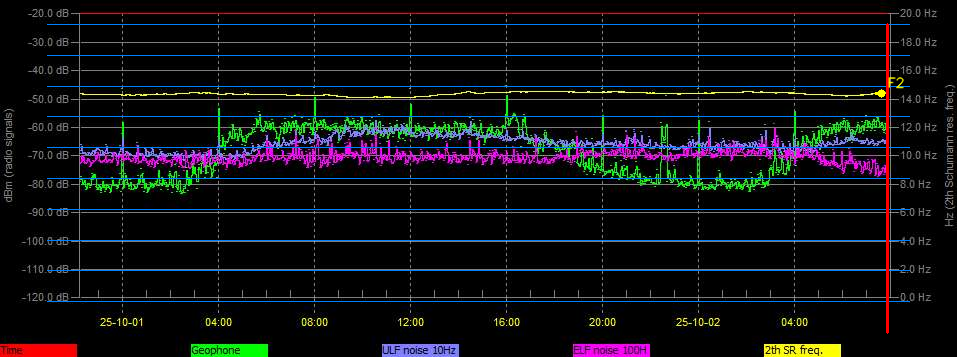 -20.0 dB 20.0 Hz
-30.0 dB 18.0 Hz
-40.0 dB 16.0 Hz
F2
-50.0 dB 14.0 Hz
-60.0 dB 12.0 Hz
-70.0 dB 10.0 Hz
-80.0 dB 8.0 Hz
-90.0 dB 6.0 Hz
-100.0 dB 4.0 Hz
-110.0 dB 2.0 Hz
-120.0 dB 0.0 Hz
dBm (radio signals)
Hz (2th Schumann res. freq.)
25-10-01 04:00 08:00 12:00 16:00 20:00 25-10-02 04:00
Time Geophone ULF noise 10Hz ELF noise 100H 2th SR freq.